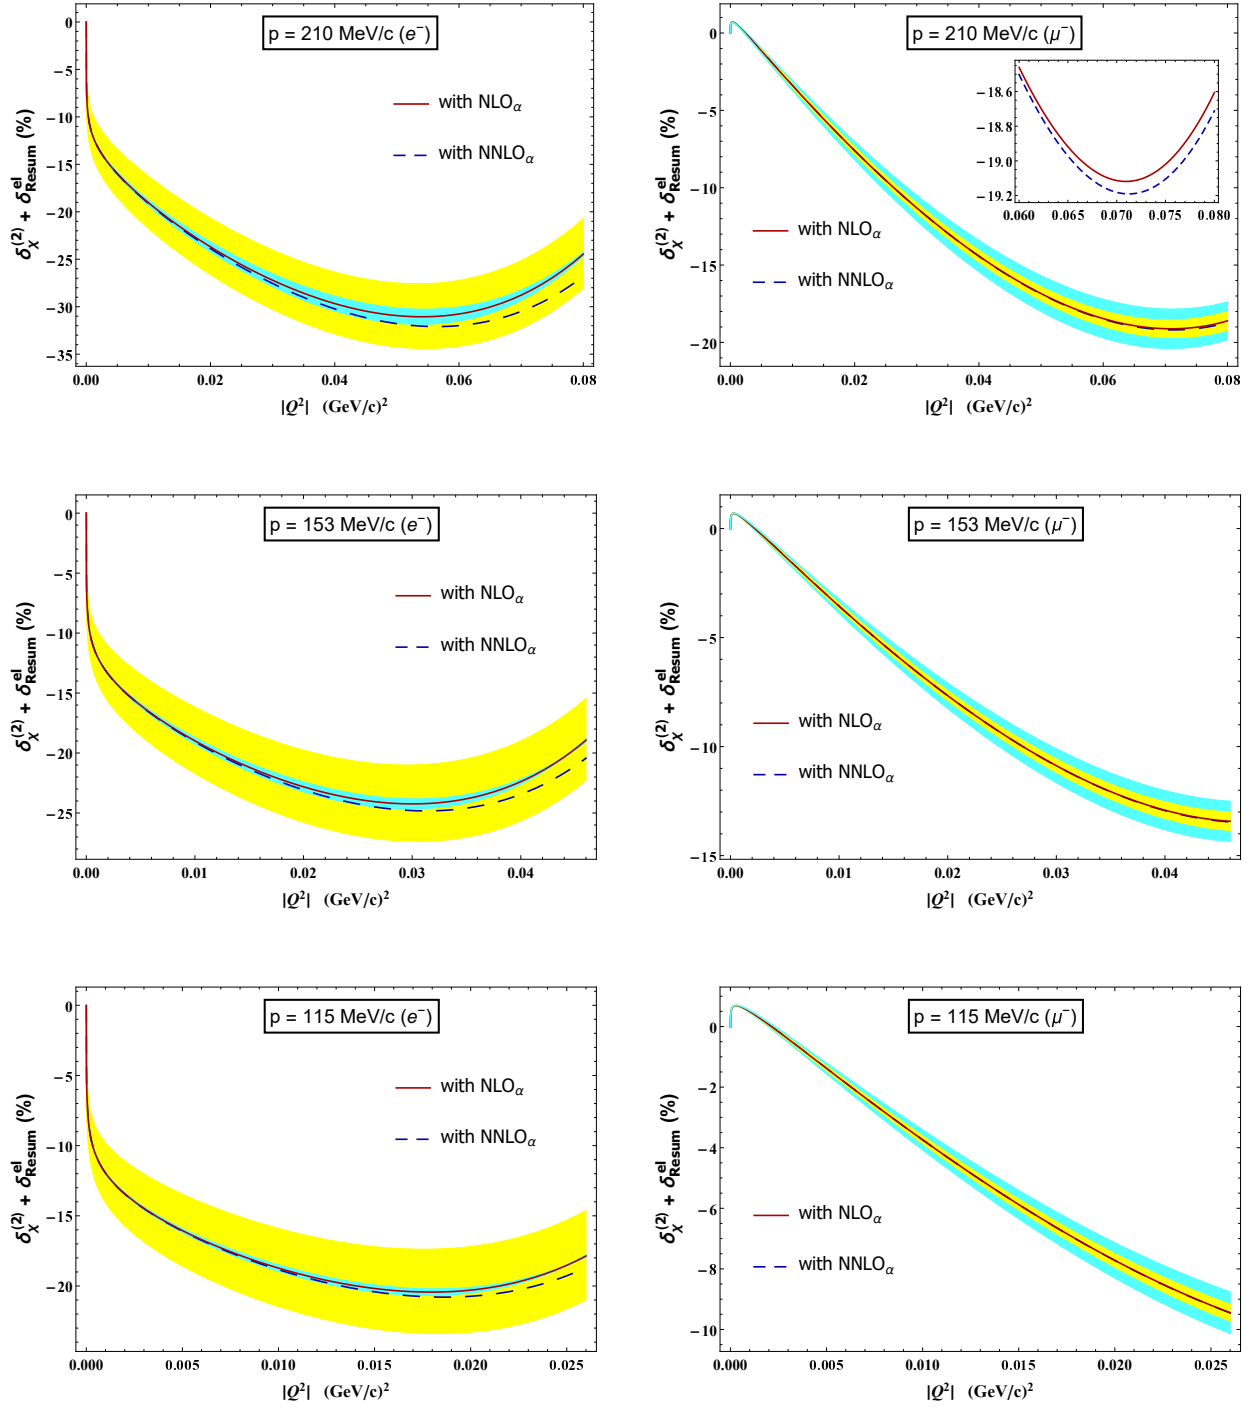 p = 210 MeV/c (e⁻)
0
−5
−10
−15
−20
−25
−30
−35
δχ^(2) + δ^el_Resum (%)
with NLOα
with NNLOα
0.00 0.02 0.04 0.06 0.08
|Q²| (GeV/c)²
p = 210 MeV/c (μ⁻)
0
−5
−10
−15
−20
δχ^(2) + δ^el_Resum (%)
−18.6
−18.8
−19.0
−19.2
0.060 0.065 0.070 0.075 0.080
with NLOα
with NNLOα
0.00 0.02 0.04 0.06 0.08
|Q²| (GeV/c)²
p = 153 MeV/c (e⁻)
0
−5
−10
−15
−20
−25
δχ^(2) + δ^el_Resum (%)
with NLOα
with NNLOα
0.00 0.01 0.02 0.03 0.04
|Q²| (GeV/c)²
p = 153 MeV/c (μ⁻)
0
−5
−10
−15
δχ^(2) + δ^el_Resum (%)
with NLOα
with NNLOα
0.00 0.01 0.02 0.03 0.04
|Q²| (GeV/c)²
p = 115 MeV/c (e⁻)
0
−5
−10
−15
−20
δχ^(2) + δ^el_Resum (%)
with NLOα
with NNLOα
0.000 0.005 0.010 0.015 0.020 0.025
|Q²| (GeV/c)²
p = 115 MeV/c (μ⁻)
0
−2
−4
−6
−8
−10
δχ^(2) + δ^el_Resum (%)
with NLOα
with NNLOα
0.000 0.005 0.010 0.015 0.020 0.025
|Q²| (GeV/c)²